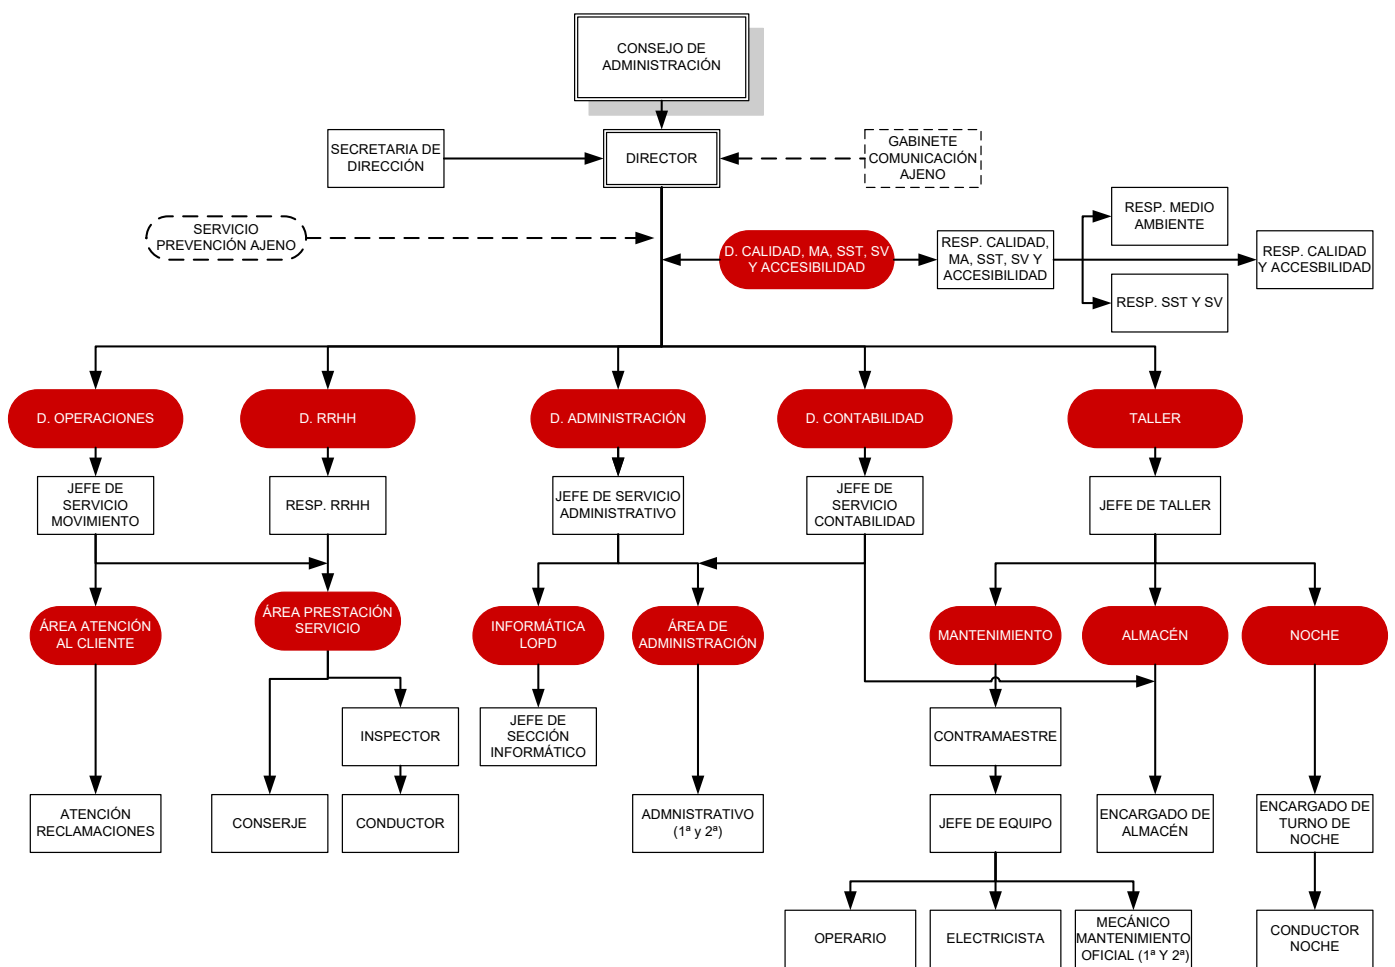 CONSEJO DE
ADMINISTRACIÓN
SECRETARIA DE
DIRECCIÓN
DIRECTOR
GABINETE
COMUNICACIÓN
AJENO
SERVICIO
PREVENCIÓN AJENO
D. CALIDAD, MA, SST, SV
Y ACCESIBILIDAD
RESP. CALIDAD,
MA, SST, SV Y
ACCESIBILIDAD
RESP. MEDIO
AMBIENTE
RESP. CALIDAD
Y ACCESBILIDAD
RESP. SST Y SV
D. OPERACIONES
D. RRHH
D. ADMINISTRACIÓN
D. CONTABILIDAD
TALLER
JEFE DE
SERVICIO
MOVIMIENTO
RESP. RRHH
JEFE DE SERVICIO
ADMINISTRATIVO
JEFE DE
SERVICIO
CONTABILIDAD
JEFE DE TALLER
ÁREA ATENCIÓN
AL CLIENTE
ÁREA PRESTACIÓN
SERVICIO
INFORMÁTICA
LOPD
ÁREA DE
ADMINISTRACIÓN
MANTENIMIENTO
ALMACÉN
NOCHE
INSPECTOR
JEFE DE
SECCIÓN
INFORMÁTICO
CONTRAMAESTRE
ATENCIÓN
RECLAMACIONES
CONSERJE
CONDUCTOR
ADMNISTRATIVO
(1ª y 2ª)
JEFE DE EQUIPO
ENCARGADO DE
ALMACÉN
ENCARGADO DE
TURNO DE
NOCHE
OPERARIO
ELECTRICISTA
MECÁNICO
MANTENIMIENTO
OFICIAL (1ª Y 2ª)
CONDUCTOR
NOCHE